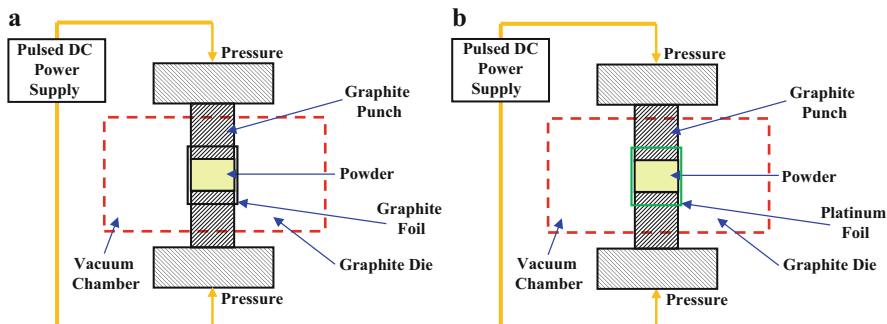 a
Pulsed DC
Power
Supply
Pressure
Graphite
Punch
Powder
Graphite
Foil
Graphite Die
Vacuum
Chamber
Pressure
b
Pulsed DC
Power
Supply
Pressure
Graphite
Punch
Powder
Platinum
Foil
Graphite Die
Vacuum
Chamber
Pressure